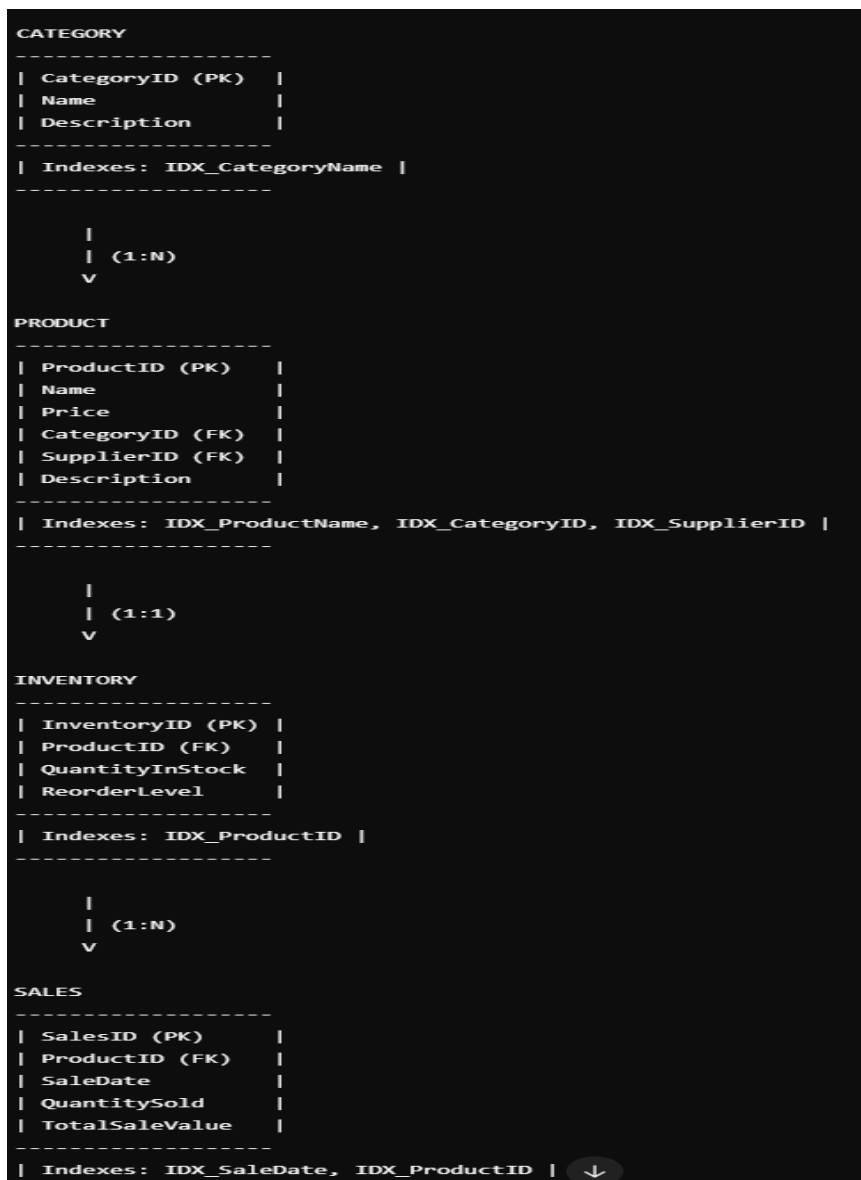 CATEGORY
-------------------
| CategoryID (PK)  |
| Name             |
| Description      |
-------------------
| Indexes: IDX_CategoryName |
-------------------
|
| (1:N)
v
PRODUCT
-------------------
| ProductID (PK)   |
| Name             |
| Price            |
| CategoryID (FK)  |
| SupplierID (FK)  |
| Description      |
-------------------
| Indexes: IDX_ProductName, IDX_CategoryID, IDX_SupplierID |
-------------------
|
| (1:1)
v
INVENTORY
-------------------
| InventoryID (PK) |
| ProductID (FK)   |
| QuantityInStock  |
| ReorderLevel     |
-------------------
| Indexes: IDX_ProductID |
-------------------
|
| (1:N)
v
SALES
-------------------
| SalesID (PK)     |
| ProductID (FK)   |
| SaleDate         |
| QuantitySold     |
| TotalSaleValue   |
-------------------
| Indexes: IDX_SaleDate, IDX_ProductID |